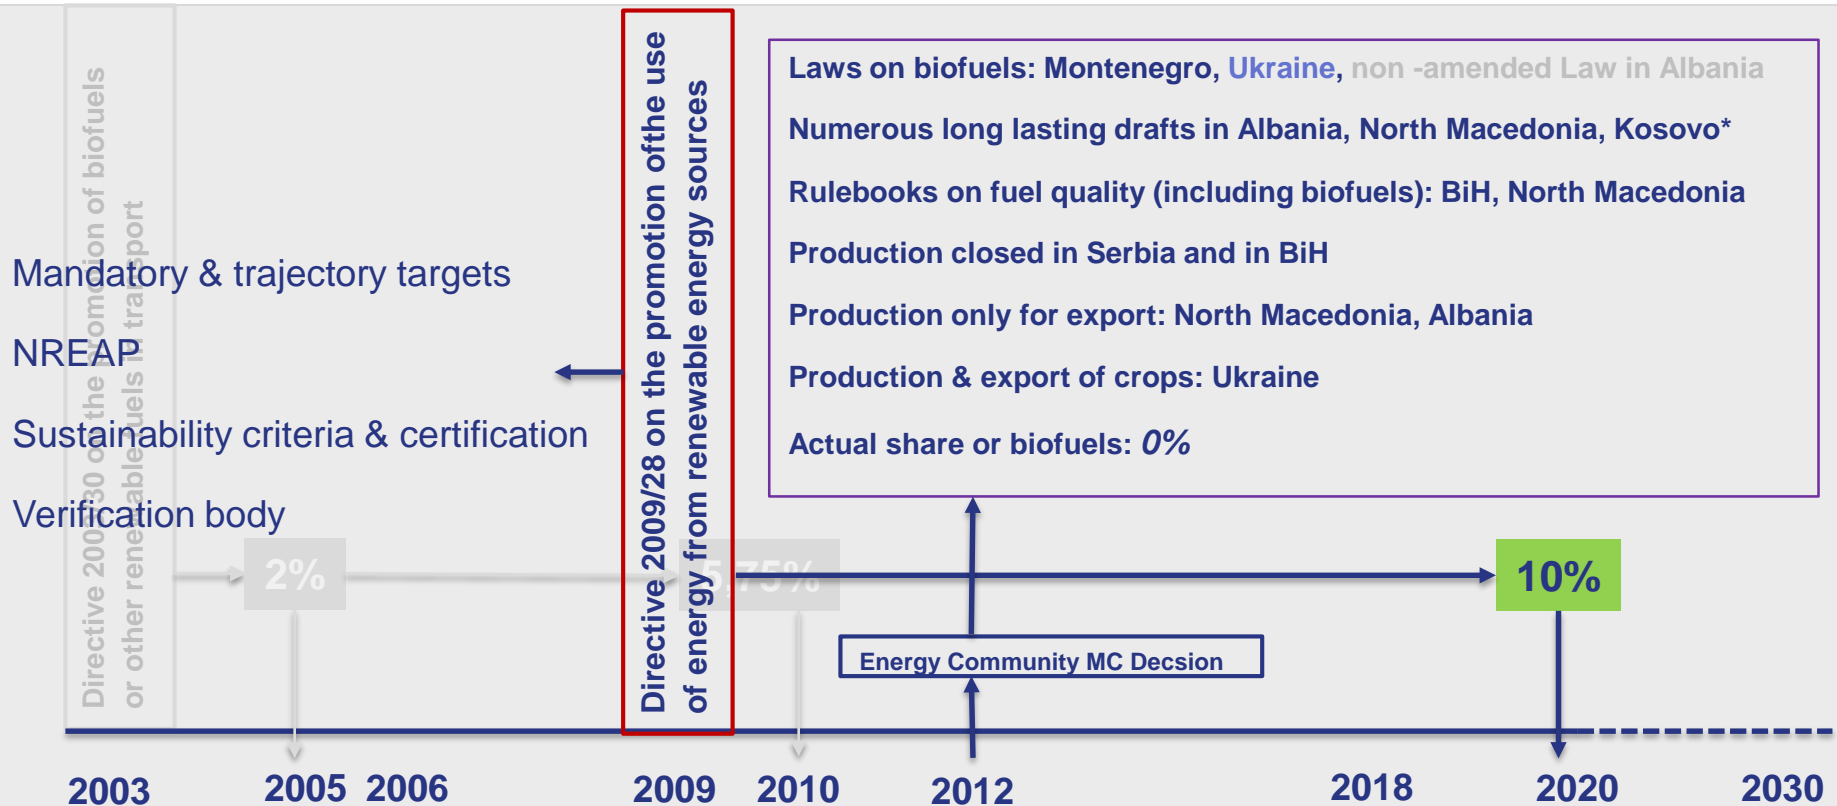 Directive 2003/30 on the promotion of biofuels
or other renewable fuels in transport
Mandatory & trajectory targets
NREAP
Sustainability criteria & certification
Verification body
2%
Directive 2009/28 on the promotion ofthe use
of energy from renewable energy sources
5,75%
Laws on biofuels: Montenegro, Ukraine, non -amended Law in Albania
Numerous long lasting drafts in Albania, North Macedonia, Kosovo*
Rulebooks on fuel quality (including biofuels): BiH, North Macedonia
Production closed in Serbia and in BiH
Production only for export: North Macedonia, Albania
Production & export of crops: Ukraine
Actual share or biofuels: 0%
10%
Energy Community MC Decsion
2003 2005 2006 2009 2010 2012 2018 2020 2030